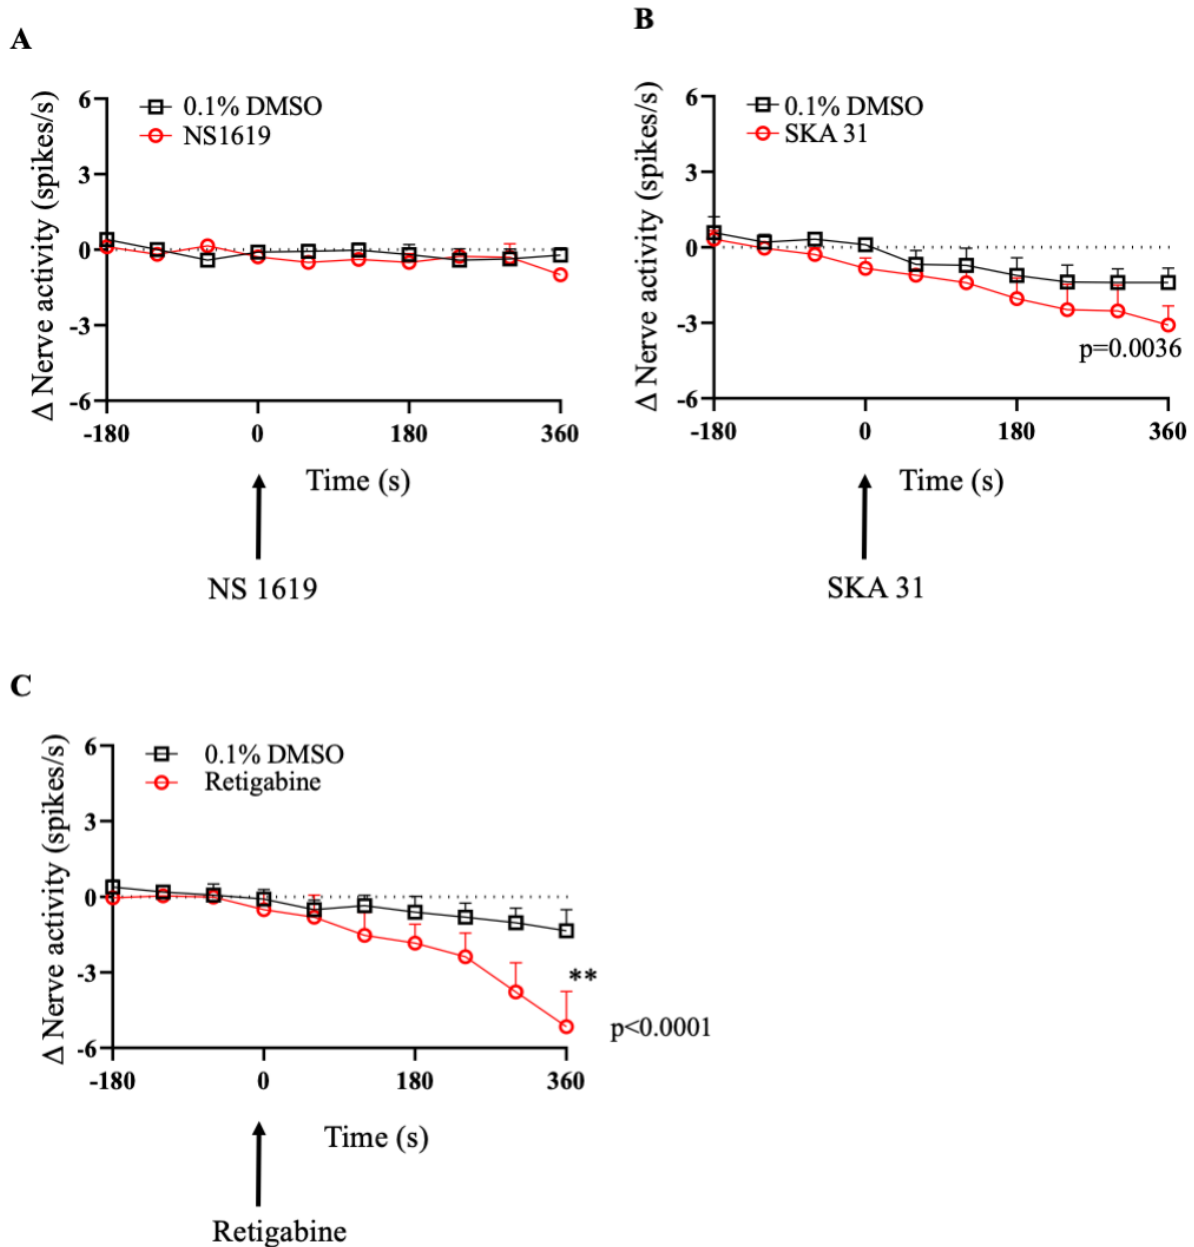 A
Δ Nerve activity (spikes/s)
6
3
0
-3
-6
0.1% DMSO
NS1619
-180
0
180
360
Time (s)
NS 1619
B
Δ Nerve activity (spikes/s)
6
3
0
-3
-6
0.1% DMSO
SKA 31
p=0.0036
-180
0
180
360
Time (s)
SKA 31
C
Δ Nerve activity (spikes/s)
6
3
0
-3
-6
0.1% DMSO
Retigabine
**
p<0.0001
-180
0
180
360
Time (s)
Retigabine